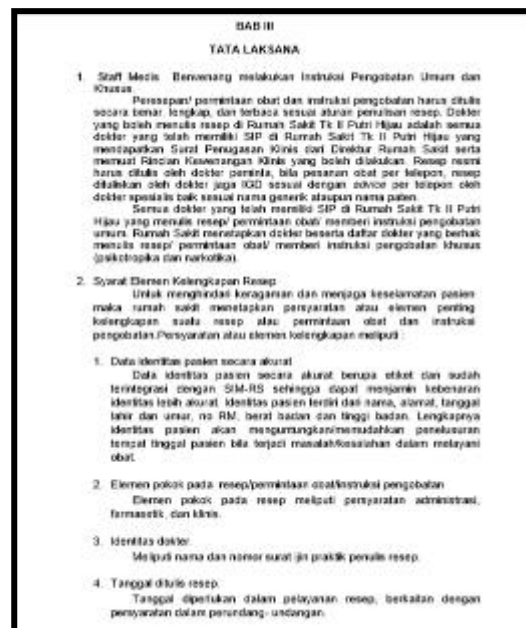 BAB III
TATA LAKSANA
1. Staff Medis Berwenang melakukan Instruksi Pengobatan Umum dan
Khusus
Peresepan/ permintaan obat dan instruksi pengobatan harus ditulis
secara benar, lengkap, dan terbaca sesuai aturan penulisan resep. Dokter
yang boleh menulis resep di Rumah Sakit Tk II Putri Hijau adalah semua
dokter yang telah memiliki SIP di Rumah Sakit Tk II Putri Hijau yang
mendapatkan Surat Penugasan Klinis dari Direktur Rumah Sakit serta
memuat Rincian Kewenangan Klinis yang boleh dilakukan. Resep resmi
harus ditulis oleh dokter peminta, bila pesanan obat per telepon, resep
dituliskan oleh dokter jaga IGD sesuai dengan advice per telepon oleh
dokter spesialis baik sesuai nama generik ataupun nama paten.
Semua dokter yang telah memiliki SIP di Rumah Sakit Tk II Putri
Hijau yang menulis resep/ permintaan obat/ memberi instruksi pengobatan
umum. Rumah Sakit menetapkan dokter beserta daftar dokter yang berhak
menulis resep/ permintaan obat/ memberi instruksi pengobatan khusus
(psikotropika dan narkotika).
2. Syarat Elemen Kelengkapan Resep
Untuk menghindari keragaman dan menjaga keselamatan pasien
maka rumah sakit menetapkan persyaratan atau elemen penting
kelengkapan suatu resep atau permintaan obat dan instruksi
pengobatan.Persyaratan atau elemen kelengkapan meliputi :
1. Data identitas pasien secara akurat
Data identitas pasien secara akurat berupa etiket dan sudah
terintegrasi dengan SIM-RS sehingga dapat menjamin kebenaran
identitas lebih akurat. Identitas pasien terdiri dari nama, alamat, tanggal
lahir dan umur, no RM, berat badan dan tinggi badan. Lengkapnya
identitas pasien akan menguntungkan/memudahkan penelusuran
tempat tinggal pasien bila terjadi masalah/kesalahan dalam melayani
obat.
2. Elemen pokok pada resep/permintaan obat/instruksi pengobatan
Elemen pokok pada resep meliputi persyaratan administrasi,
farmasetik, dan klinis.
3. Identitas dokter.
Meliputi nama dan nomor surat ijin praktik penulis resep.
4. Tanggal ditulis resep.
Tanggal diperlukan dalam pelayanan resep, berkaitan dengan
persyaratan dalam perundang- undangan.